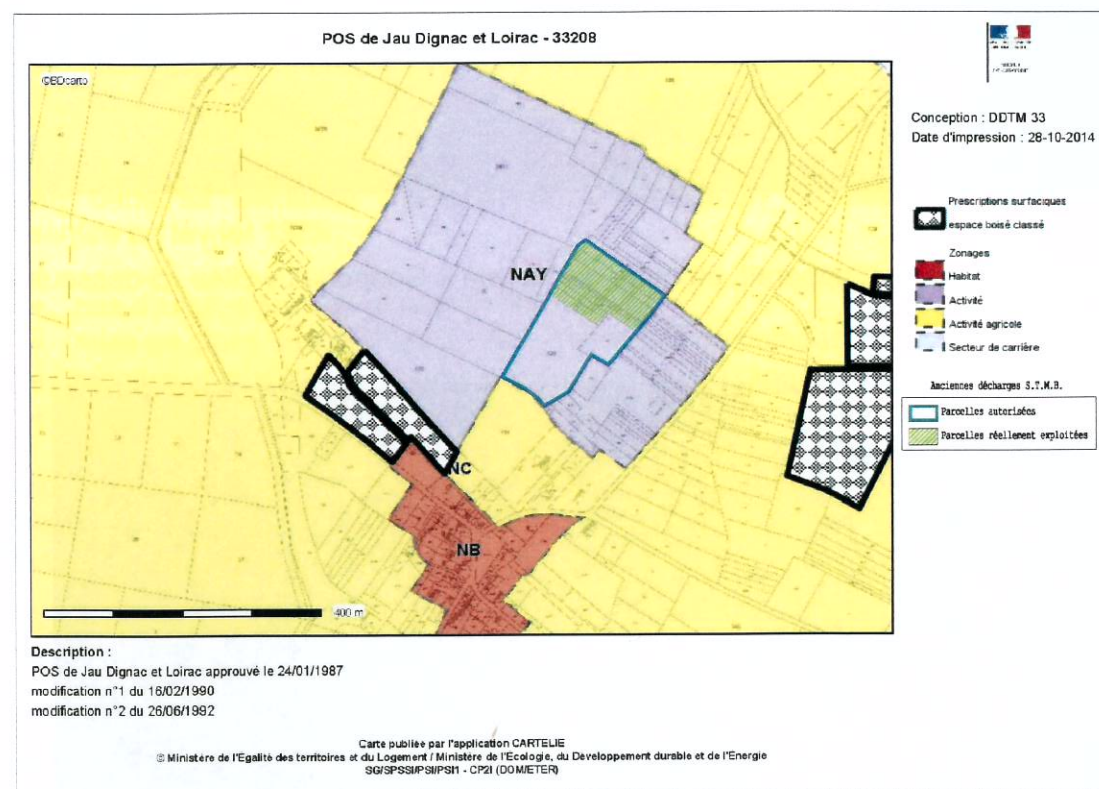 POS de Jau Dignac et Loirac - 33208
©BDcarto
Conception : DDTM 33
Date d'impression : 28-10-2014
Prescriptions surfaciques
espace boisé classé
Zonages
Habitat
Activité
Activité agricole
Secteur de carrière
Anciennes décharges S.T.M.B.
Parcelles autorisées
Parcelles réellement exploitées
NAY
NC
NB
400 m
Description :
POS de Jau Dignac et Loirac approuvé le 24/01/1987
modification n°1 du 16/02/1990
modification n°2 du 26/06/1992
Carte publiée par l'application CARTELIE
© Ministère de l'Egalité des territoires et du Logement / Ministère de l'Ecologie, du Developpement durable et de l'Energie
SG/SPSSI/PSI/PSI1 - CP2I (DOM/ETER)